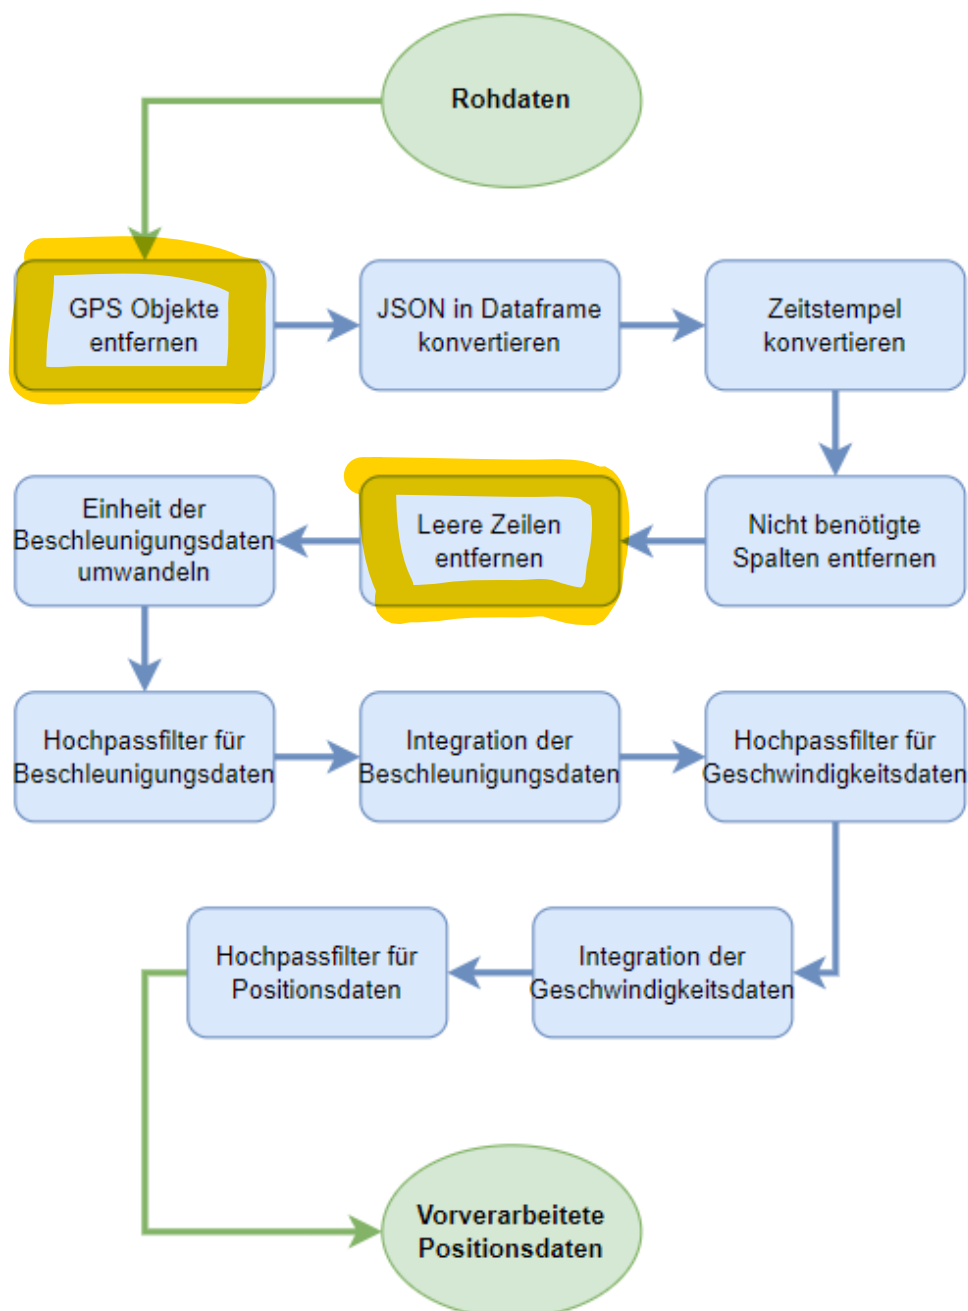 Rohdaten
GPS Objekte
entfernen
JSON in Dataframe
konvertieren
Zeitstempel
konvertieren
Nicht benötigte
Spalten entfernen
Leere Zeilen
entfernen
Einheit der
Beschleunigungsdaten
umwandeln
Hochpassfilter für
Beschleunigungsdaten
Integration der
Beschleunigungsdaten
Hochpassfilter für
Geschwindigkeitsdaten
Integration der
Geschwindigkeitsdaten
Hochpassfilter für
Positionsdaten
Vorverarbeitete
Positionsdaten